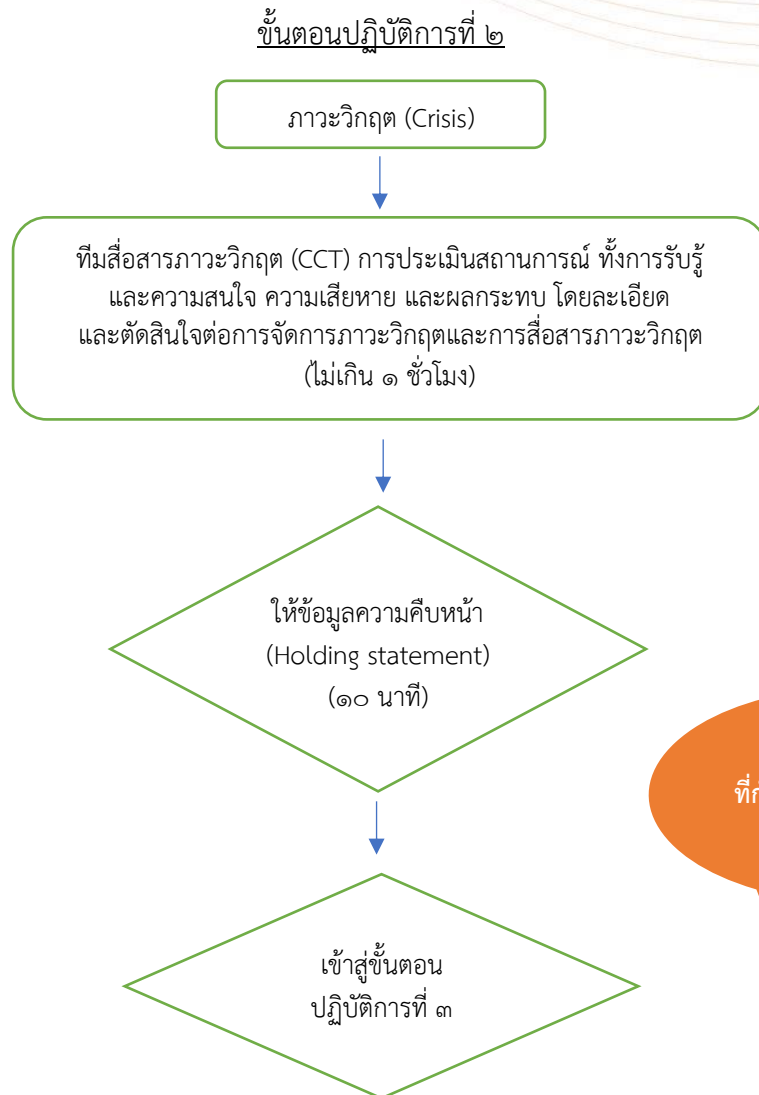 ขั้นตอนปฏิบัติการที่ ๒
ภาวะวิกฤต (Crisis)
ทีมสื่อสารภาวะวิกฤต (CCT) การประเมินสถานการณ์ ทั้งการรับรู้
และความสนใจ ความเสียหาย และผลกระทบ โดยละเอียด
และตัดสินใจต่อการจัดการภาวะวิกฤตและการสื่อสารภาวะวิกฤต
(ไม่เกิน ๑ ชั่วโมง)
ให้ข้อมูลความคืบหน้า
(Holding statement)
(๑๐ นาที)
เข้าสู่ขั้นตอน
ปฏิบัติการที่ ๓